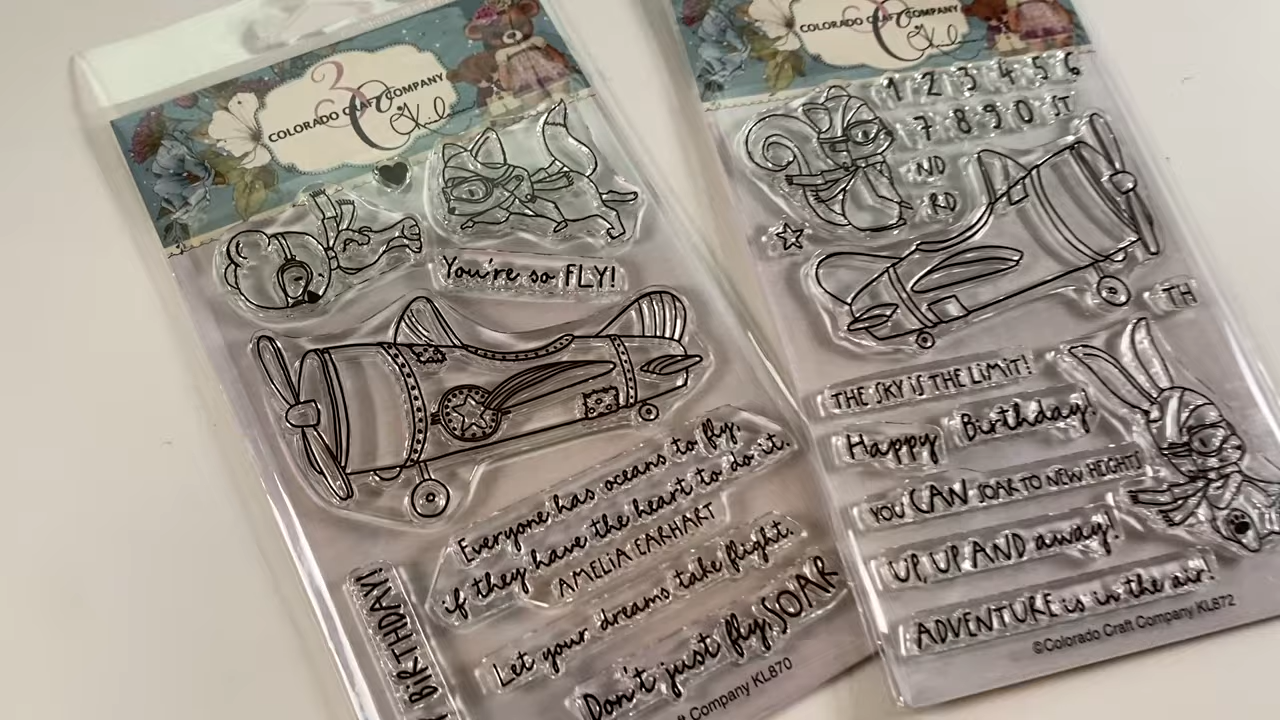 COLORADO CRAFT COMPANY
You're so FLY!
Everyone has oceans to fly,
if they have the heart to do it.
AMELIA EARHART
Let your dreams take flight.
Don't just fly, SOAR
BIRTHDAY!
Company KL870
COLORADO CRAFT COMPANY
1 2 3 4 5 6
7 8 9 0 ST
ND
RD
TH
THE SKY IS THE LIMIT!
Happy Birthday!
YOU CAN SOAR TO NEW HEIGHTS
UP, UP AND away!
ADVENTURE is in the air!
©Colorado Craft Company KL872